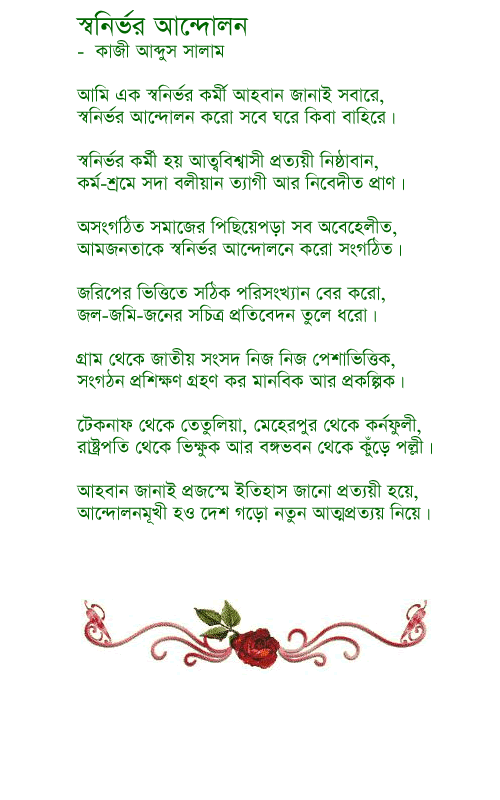 স্বনির্ভর আন্দোলন
- কাজী আব্দুস সালাম
আমি এক স্বনির্ভর কর্মী আহবান জানাই সবারে,
স্বনির্ভর আন্দোলন করো সবে ঘরে কিবা বাহিরে।
স্বনির্ভর কর্মী হয় আত্ববিশ্বাসী প্রত্যয়ী নিষ্ঠাবান,
কর্ম-শ্রমে সদা বলীয়ান ত্যাগী আর নিবেদীত প্রাণ।
অসংগঠিত সমাজের পিছিয়েপড়া সব অবেহেলীত,
আমজনতাকে স্বনির্ভর আন্দোলনে করো সংগঠিত।
জরিপের ভিত্তিতে সঠিক পরিসংখ্যান বের করো,
জল-জমি-জনের সচিত্র প্রতিবেদন তুলে ধরো।
গ্রাম থেকে জাতীয় সংসদ নিজ নিজ পেশাভিত্তিক,
সংগঠন প্রশিক্ষণ গ্রহণ কর মানবিক আর প্রকল্পিক।
টেকনাফ থেকে তেতুলিয়া, মেহেরপুর থেকে কর্নফুলী,
রাষ্ট্রপতি থেকে ভিক্ষুক আর বঙ্গভবন থেকে কুঁড়ে পল্লী।
আহবান জানাই প্রজস্মে ইতিহাস জানো প্রত্যয়ী হয়ে,
আন্দোলনমূখী হও দেশ গড়ো নতুন আত্মপ্রত্যয় নিয়ে।